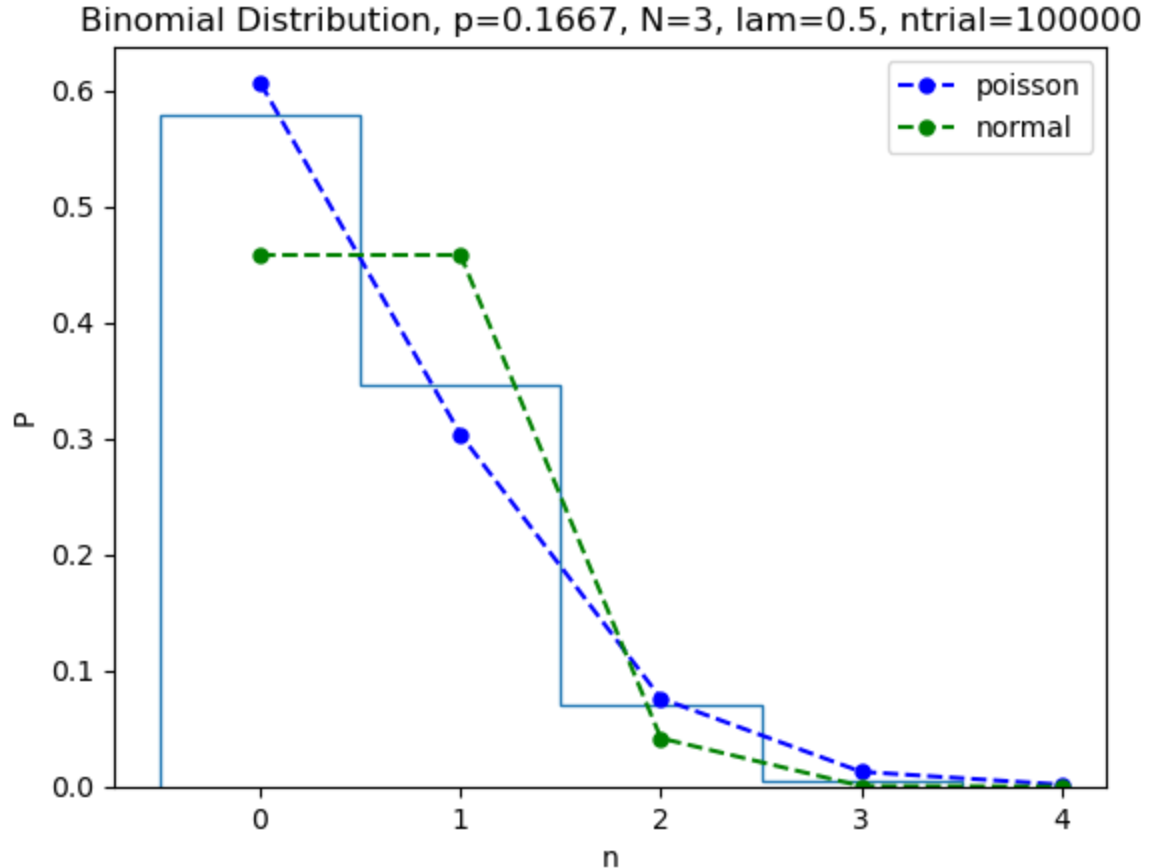 Binomial Distribution, p=0.1667, N=3, lam=0.5, ntrial=100000
poisson
normal
0.6
0.5
0.4
0.3
0.2
0.1
0.0
P
0 1 2 3 4
n